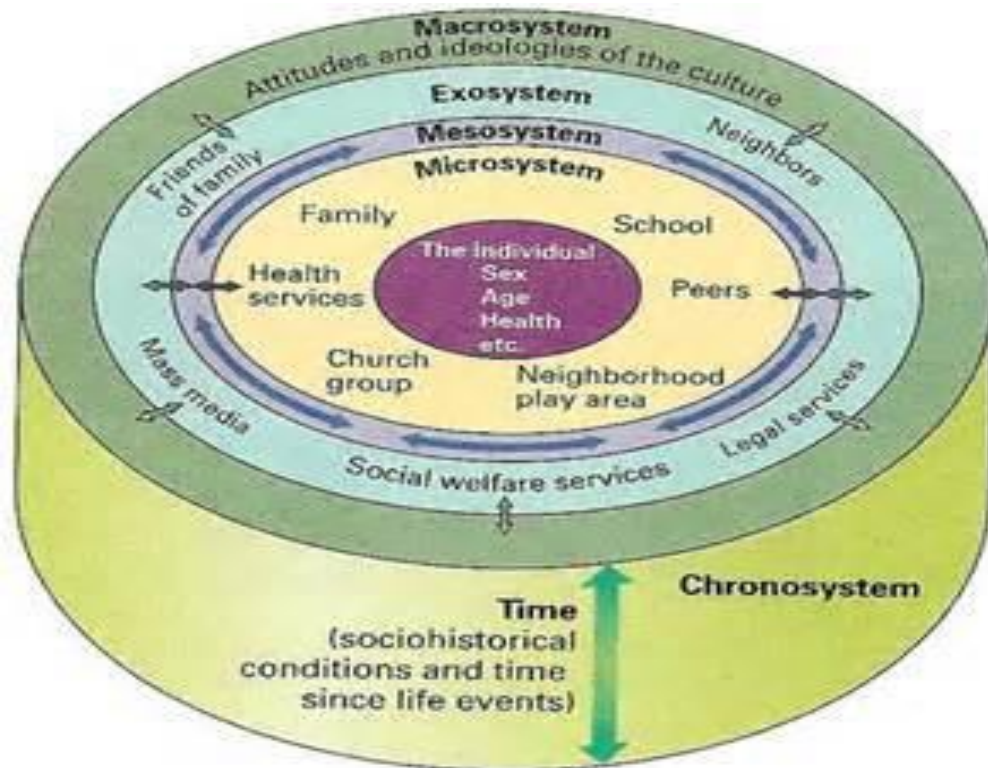 Macrosystem
Attitudes and ideologies of the culture
Exosystem
Mesosystem
Microsystem
Friends
of family
Neighbors
Family
School
The Individual
Sex
Age
Health
etc.
Health
services
Peers
Church
group
Neighborhood
play area
Mass media
Legal services
Social welfare services
Chronosystem
Time
(sociohistorical
conditions and time
since life events)